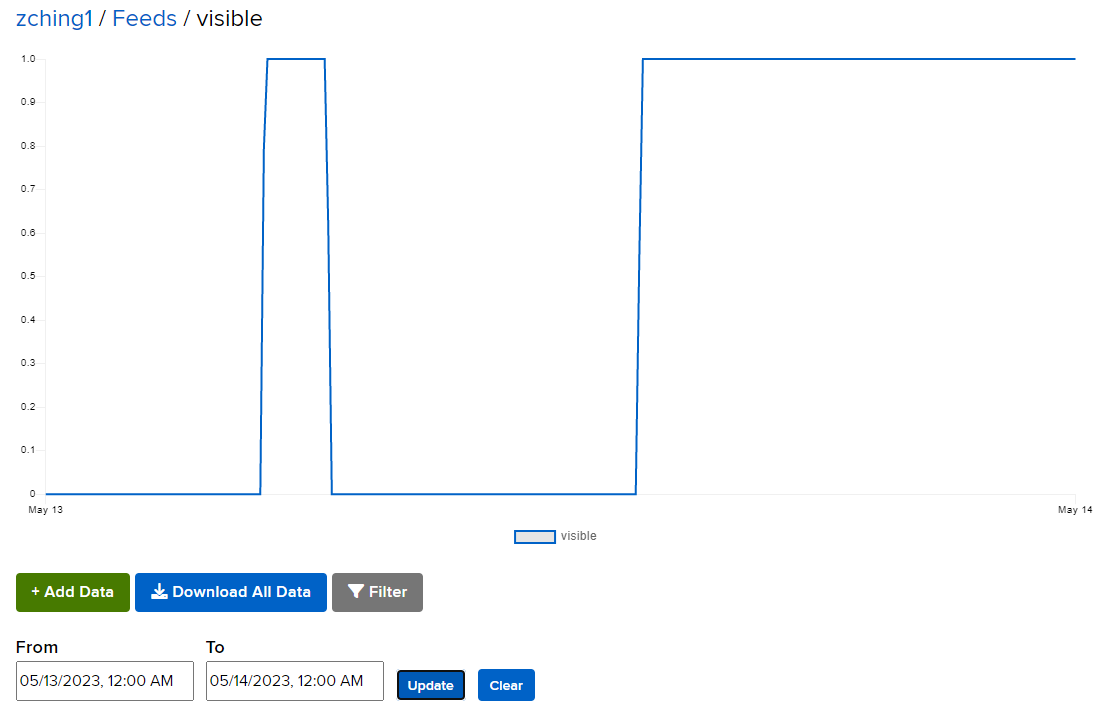 zching1 / Feeds / visible
1.0
0.9
0.8
0.7
0.6
0.5
0.4
0.3
0.2
0.1
0
May 13 May 14
visible
+ Add Data Download All Data Filter
From To
05/13/2023, 12:00 AM 05/14/2023, 12:00 AM Update Clear